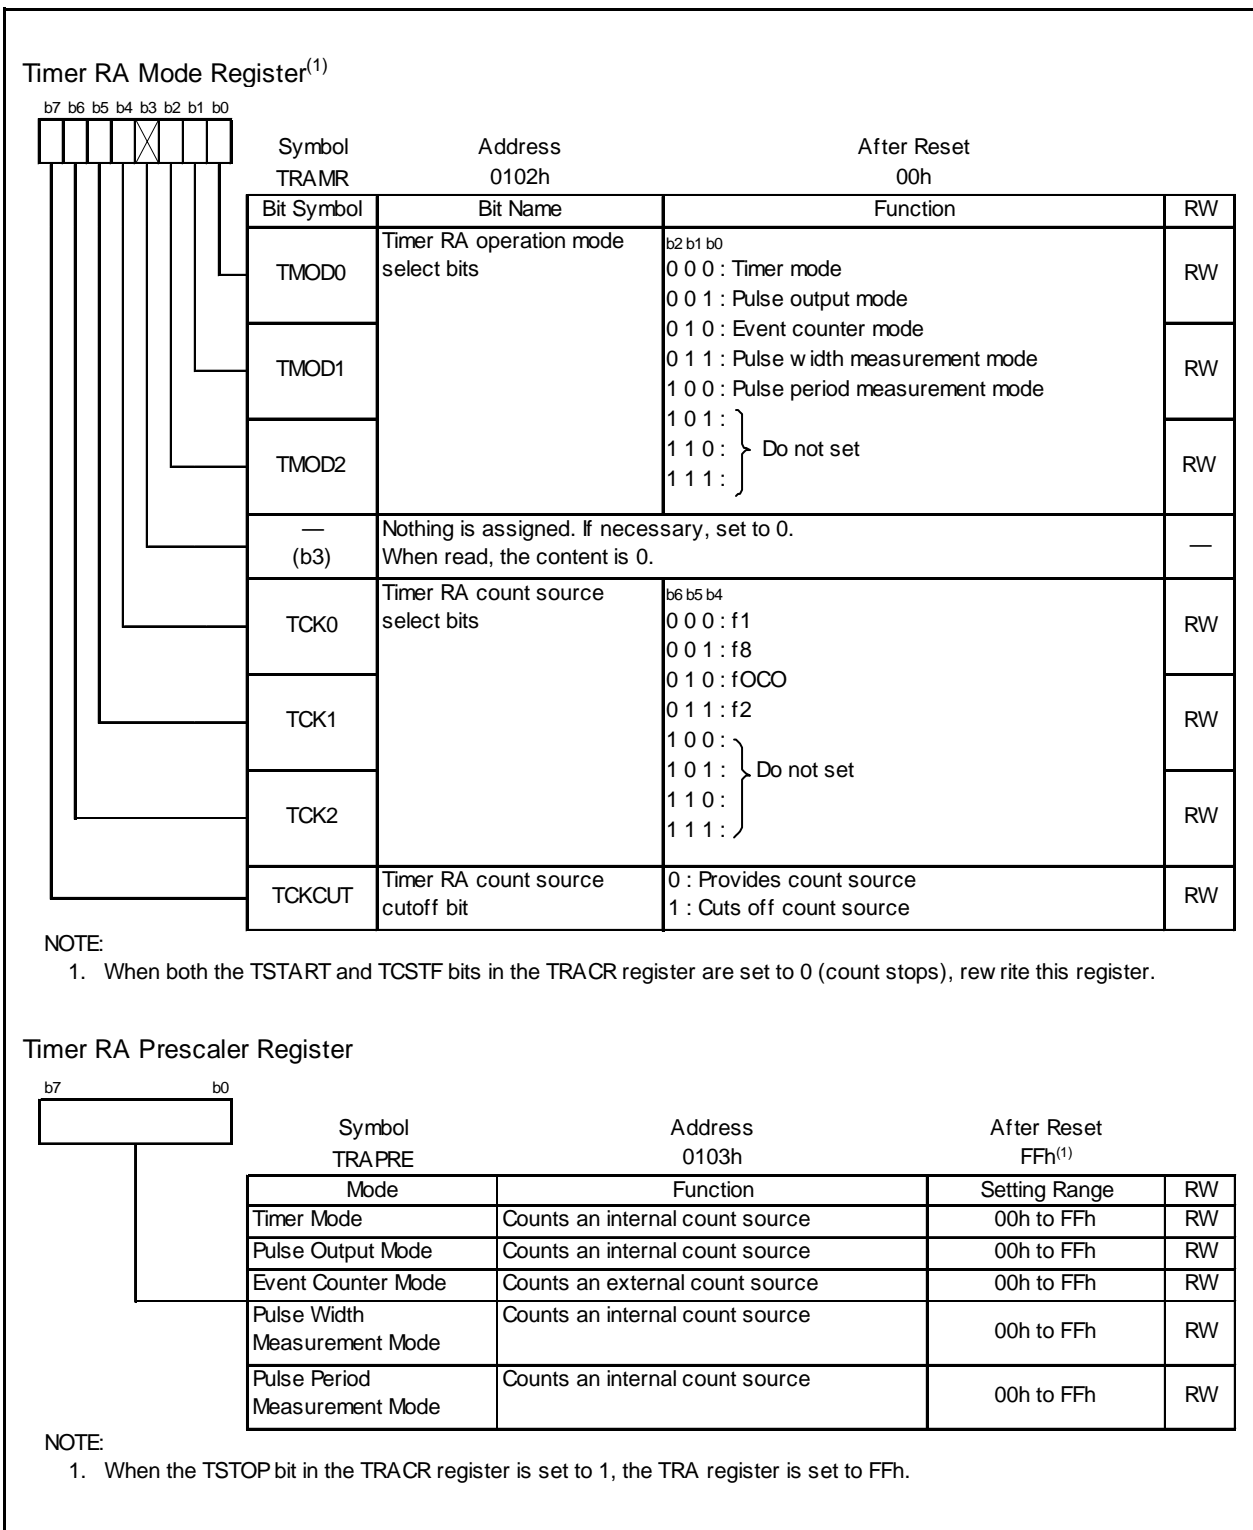 Timer RA Mode Register(1)
b7 b6 b5 b4 b3 b2 b1 b0
Symbol Address After Reset
TRAMR 0102h 00h
Bit Symbol Bit Name Function RW
TMOD0 Timer RA operation mode
select bits
b2 b1 b0
0 0 0 : Timer mode
0 0 1 : Pulse output mode
0 1 0 : Event counter mode
0 1 1 : Pulse width measurement mode
1 0 0 : Pulse period measurement mode
1 0 1 :
1 1 0 : Do not set
1 1 1 :
RW
TMOD1 RW
TMOD2 RW
—
(b3)
Nothing is assigned. If necessary, set to 0.
When read, the content is 0.
—
TCK0 Timer RA count source
select bits
b6 b5 b4
0 0 0 : f1
0 0 1 : f8
0 1 0 : fOCO
0 1 1 : f2
1 0 0 :
1 0 1 : Do not set
1 1 0 :
1 1 1 :
RW
TCK1 RW
TCK2 RW
TCKCUT Timer RA count source
cutoff bit
0 : Provides count source
1 : Cuts off count source
RW
NOTE:
1. When both the TSTART and TCSTF bits in the TRACR register are set to 0 (count stops), rewrite this register.
Timer RA Prescaler Register
b7 b0
Symbol Address After Reset
TRAPRE 0103h FFh(1)
Mode Function Setting Range RW
Timer Mode Counts an internal count source 00h to FFh RW
Pulse Output Mode Counts an internal count source 00h to FFh RW
Event Counter Mode Counts an external count source 00h to FFh RW
Pulse Width
Measurement Mode
Counts an internal count source 00h to FFh RW
Pulse Period
Measurement Mode
Counts an internal count source 00h to FFh RW
NOTE:
1. When the TSTOP bit in the TRACR register is set to 1, the TRA register is set to FFh.